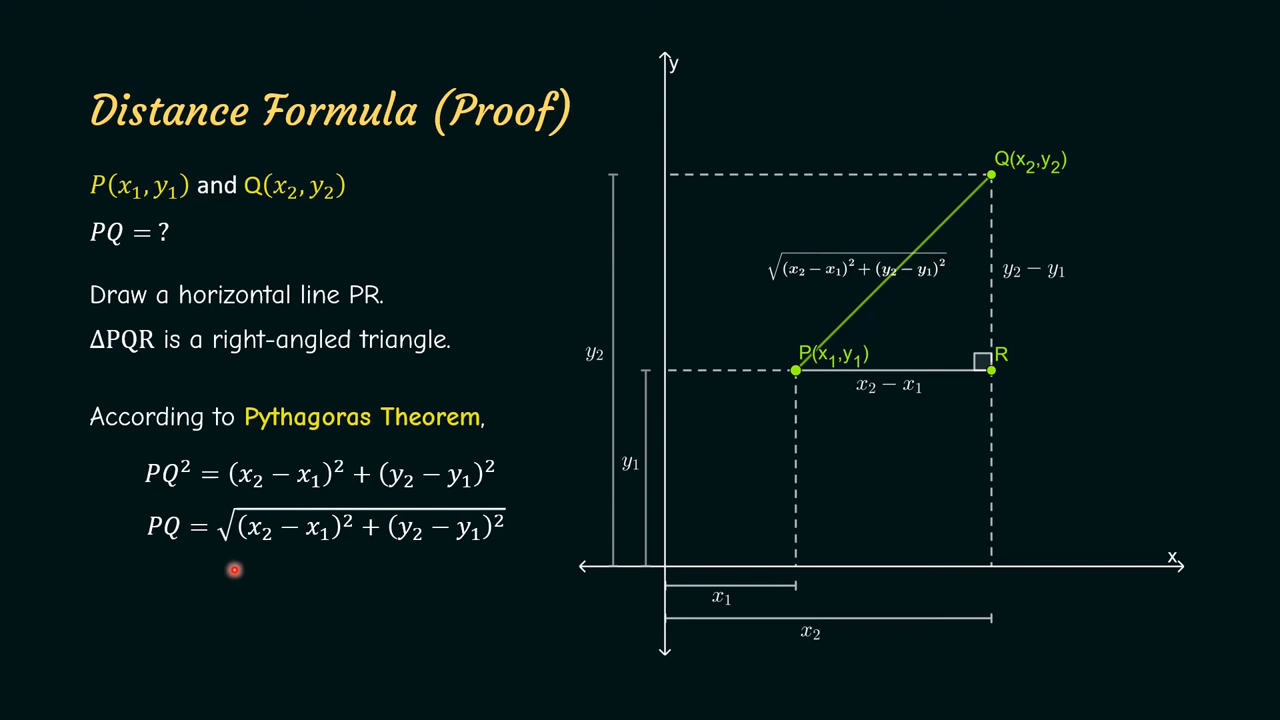 Distance Formula (Proof)
P(x₁, y₁) and Q(x₂, y₂)
PQ = ?
Draw a horizontal line PR.
ΔPQR is a right-angled triangle.
According to Pythagoras Theorem,
PQ² = (x₂ − x₁)² + (y₂ − y₁)²
PQ = √(x₂ − x₁)² + (y₂ − y₁)²
y
Q(x₂,y₂)
√(x₂ − x₁)² + (y₂ − y₁)²
y₂ − y₁
y₂
P(x₁,y₁)
R
x₂ − x₁
y₁
x
x₁
x₂